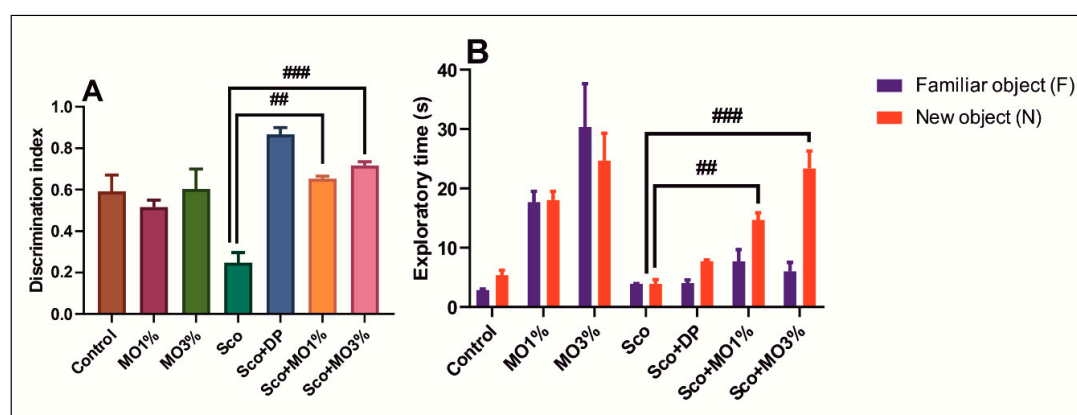 A
Discrimination index
1.0
0.8
0.6
0.4
0.2
0.0
###
##
Control
MO1%
MO3%
Sco
Sco+DP
Sco+MO1%
Sco+MO3%
B
Exploratory time (s)
40
30
20
10
0
###
##
Control
MO1%
MO3%
Sco
Sco+DP
Sco+MO1%
Sco+MO3%
Familiar object (F)
New object (N)